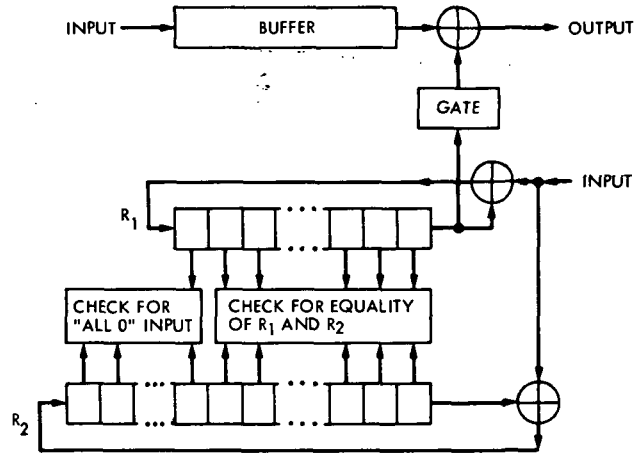 INPUT BUFFER OUTPUT
GATE
INPUT
R1
CHECK FOR "ALL 0" INPUT
CHECK FOR EQUALITY OF R1 AND R2
R2